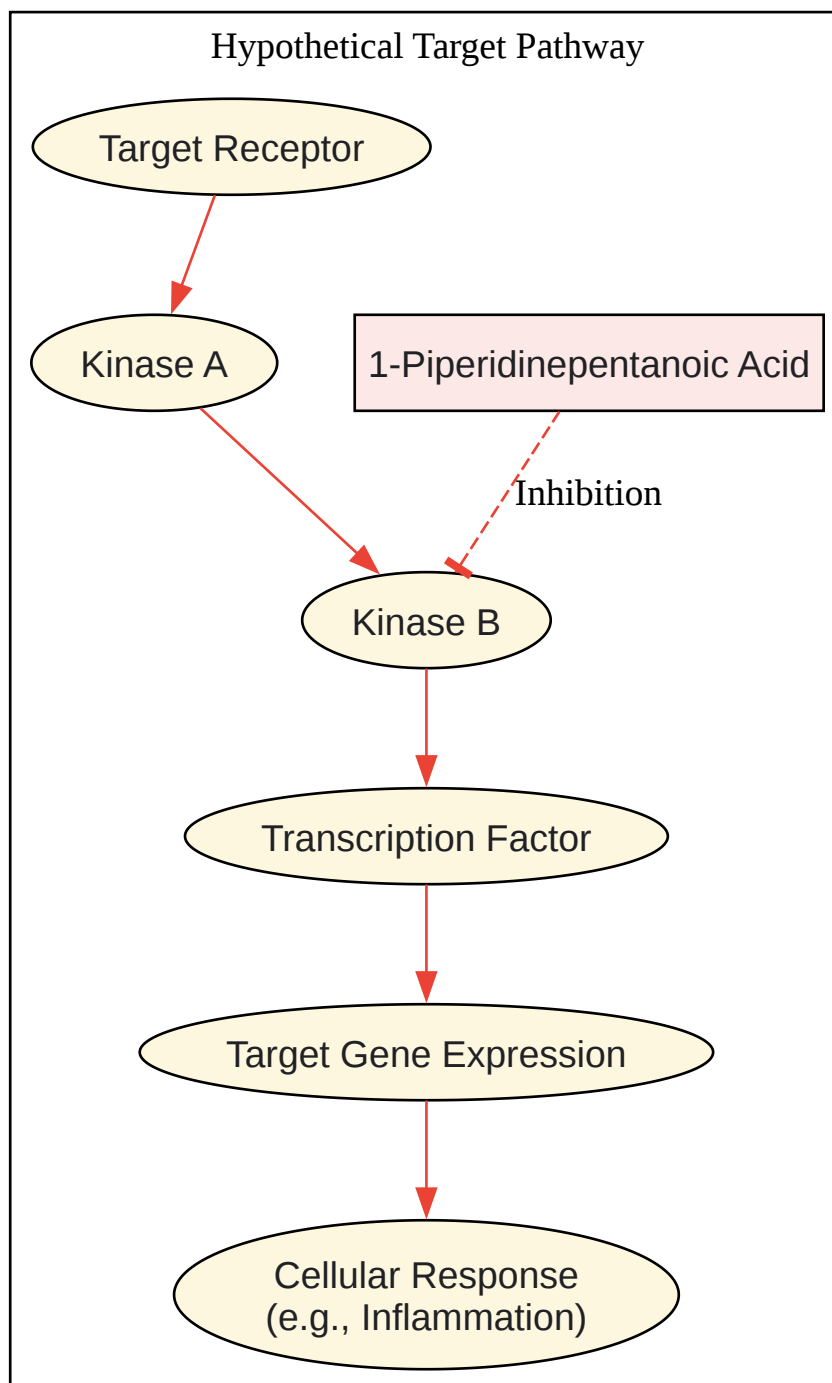 Hypothetical Target Pathway
Target Receptor
Kinase A
1-Piperidinepentanoic Acid
Inhibition
Kinase B
Transcription Factor
Target Gene Expression
Cellular Response
(e.g., Inflammation)